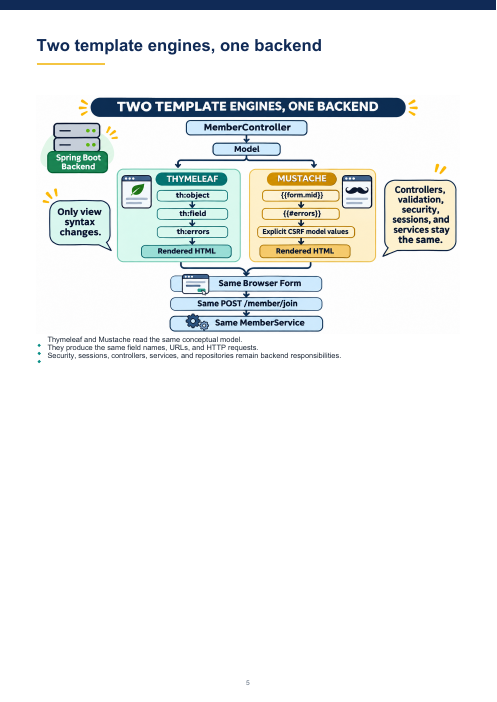 Two template engines, one backend
TWO TEMPLATE ENGINES, ONE BACKEND
MemberController
Model
Spring Boot
Backend
Only view
syntax
changes.
THYMELEAF
th:object
th:field
th:errors
Rendered HTML
MUSTACHE
{{form.mid}}
{{#errors}}
Explicit CSRF model values
Rendered HTML
Controllers,
validation,
security,
sessions, and
services stay
the same.
Same Browser Form
Same POST /member/join
Same MemberService
Thymeleaf and Mustache read the same conceptual model.
They produce the same field names, URLs, and HTTP requests.
Security, sessions, controllers, services, and repositories remain backend responsibilities.
5